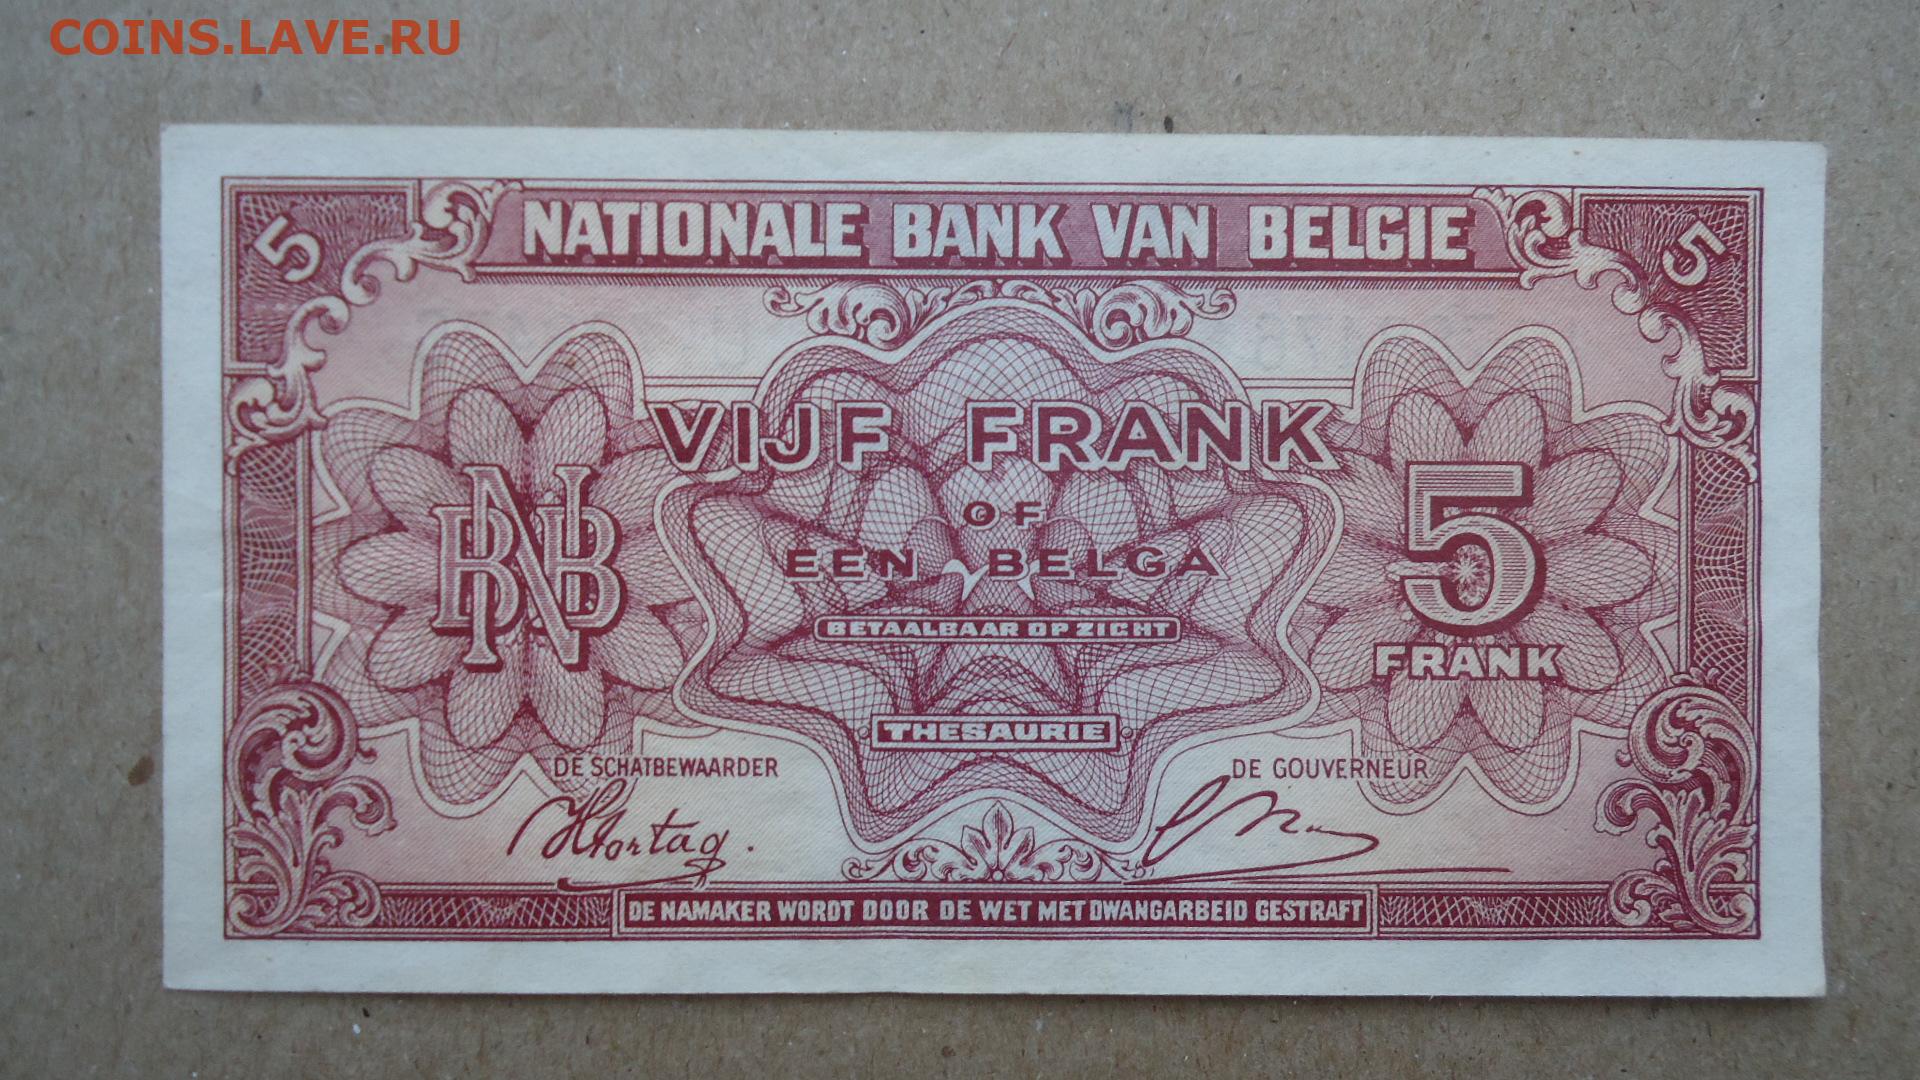 COINS.LAVE.RU
5 NATIONALE BANK VAN BELGIE 5
VIJF FRANK
OF
EEN BELGA
BNB
5
FRANK
BETAALBAAR OP ZICHT
THESAURIE
DE SCHATBEWAARDER
DE GOUVERNEUR
DE NAMAKER WORDT DOOR DE WET MET DWANGARBEID GESTRAFT